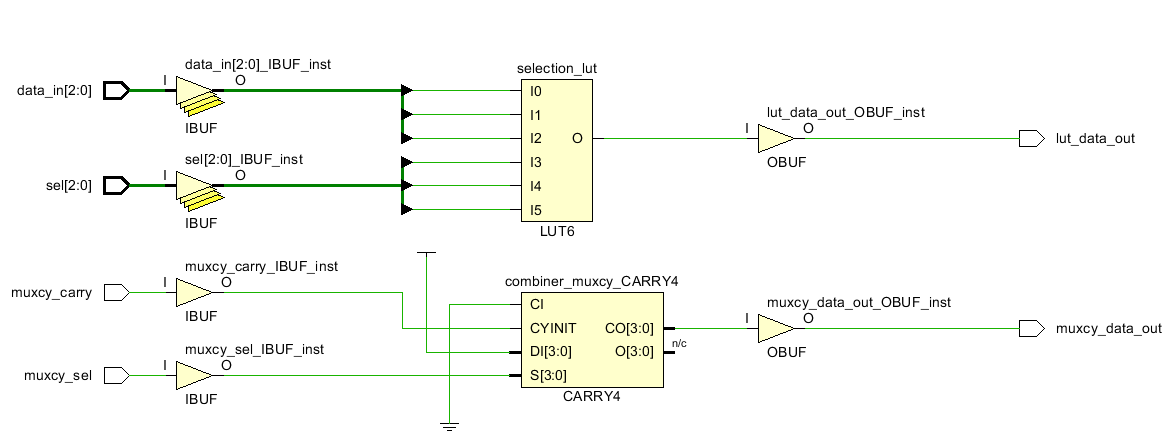 data_in[2:0]
I
data_in[2:0]_IBUF_inst
O
IBUF
sel[2:0]
I
sel[2:0]_IBUF_inst
O
IBUF
selection_lut
I0
I1
I2
I3
I4
I5
O
LUT6
lut_data_out_OBUF_inst
I
O
OBUF
lut_data_out
muxcy_carry
I
muxcy_carry_IBUF_inst
O
IBUF
muxcy_sel
I
muxcy_sel_IBUF_inst
O
IBUF
combiner_muxcy_CARRY4
CI
CYINIT
DI[3:0]
S[3:0]
CO[3:0]
O[3:0]
n/c
CARRY4
muxcy_data_out_OBUF_inst
I
O
OBUF
muxcy_data_out